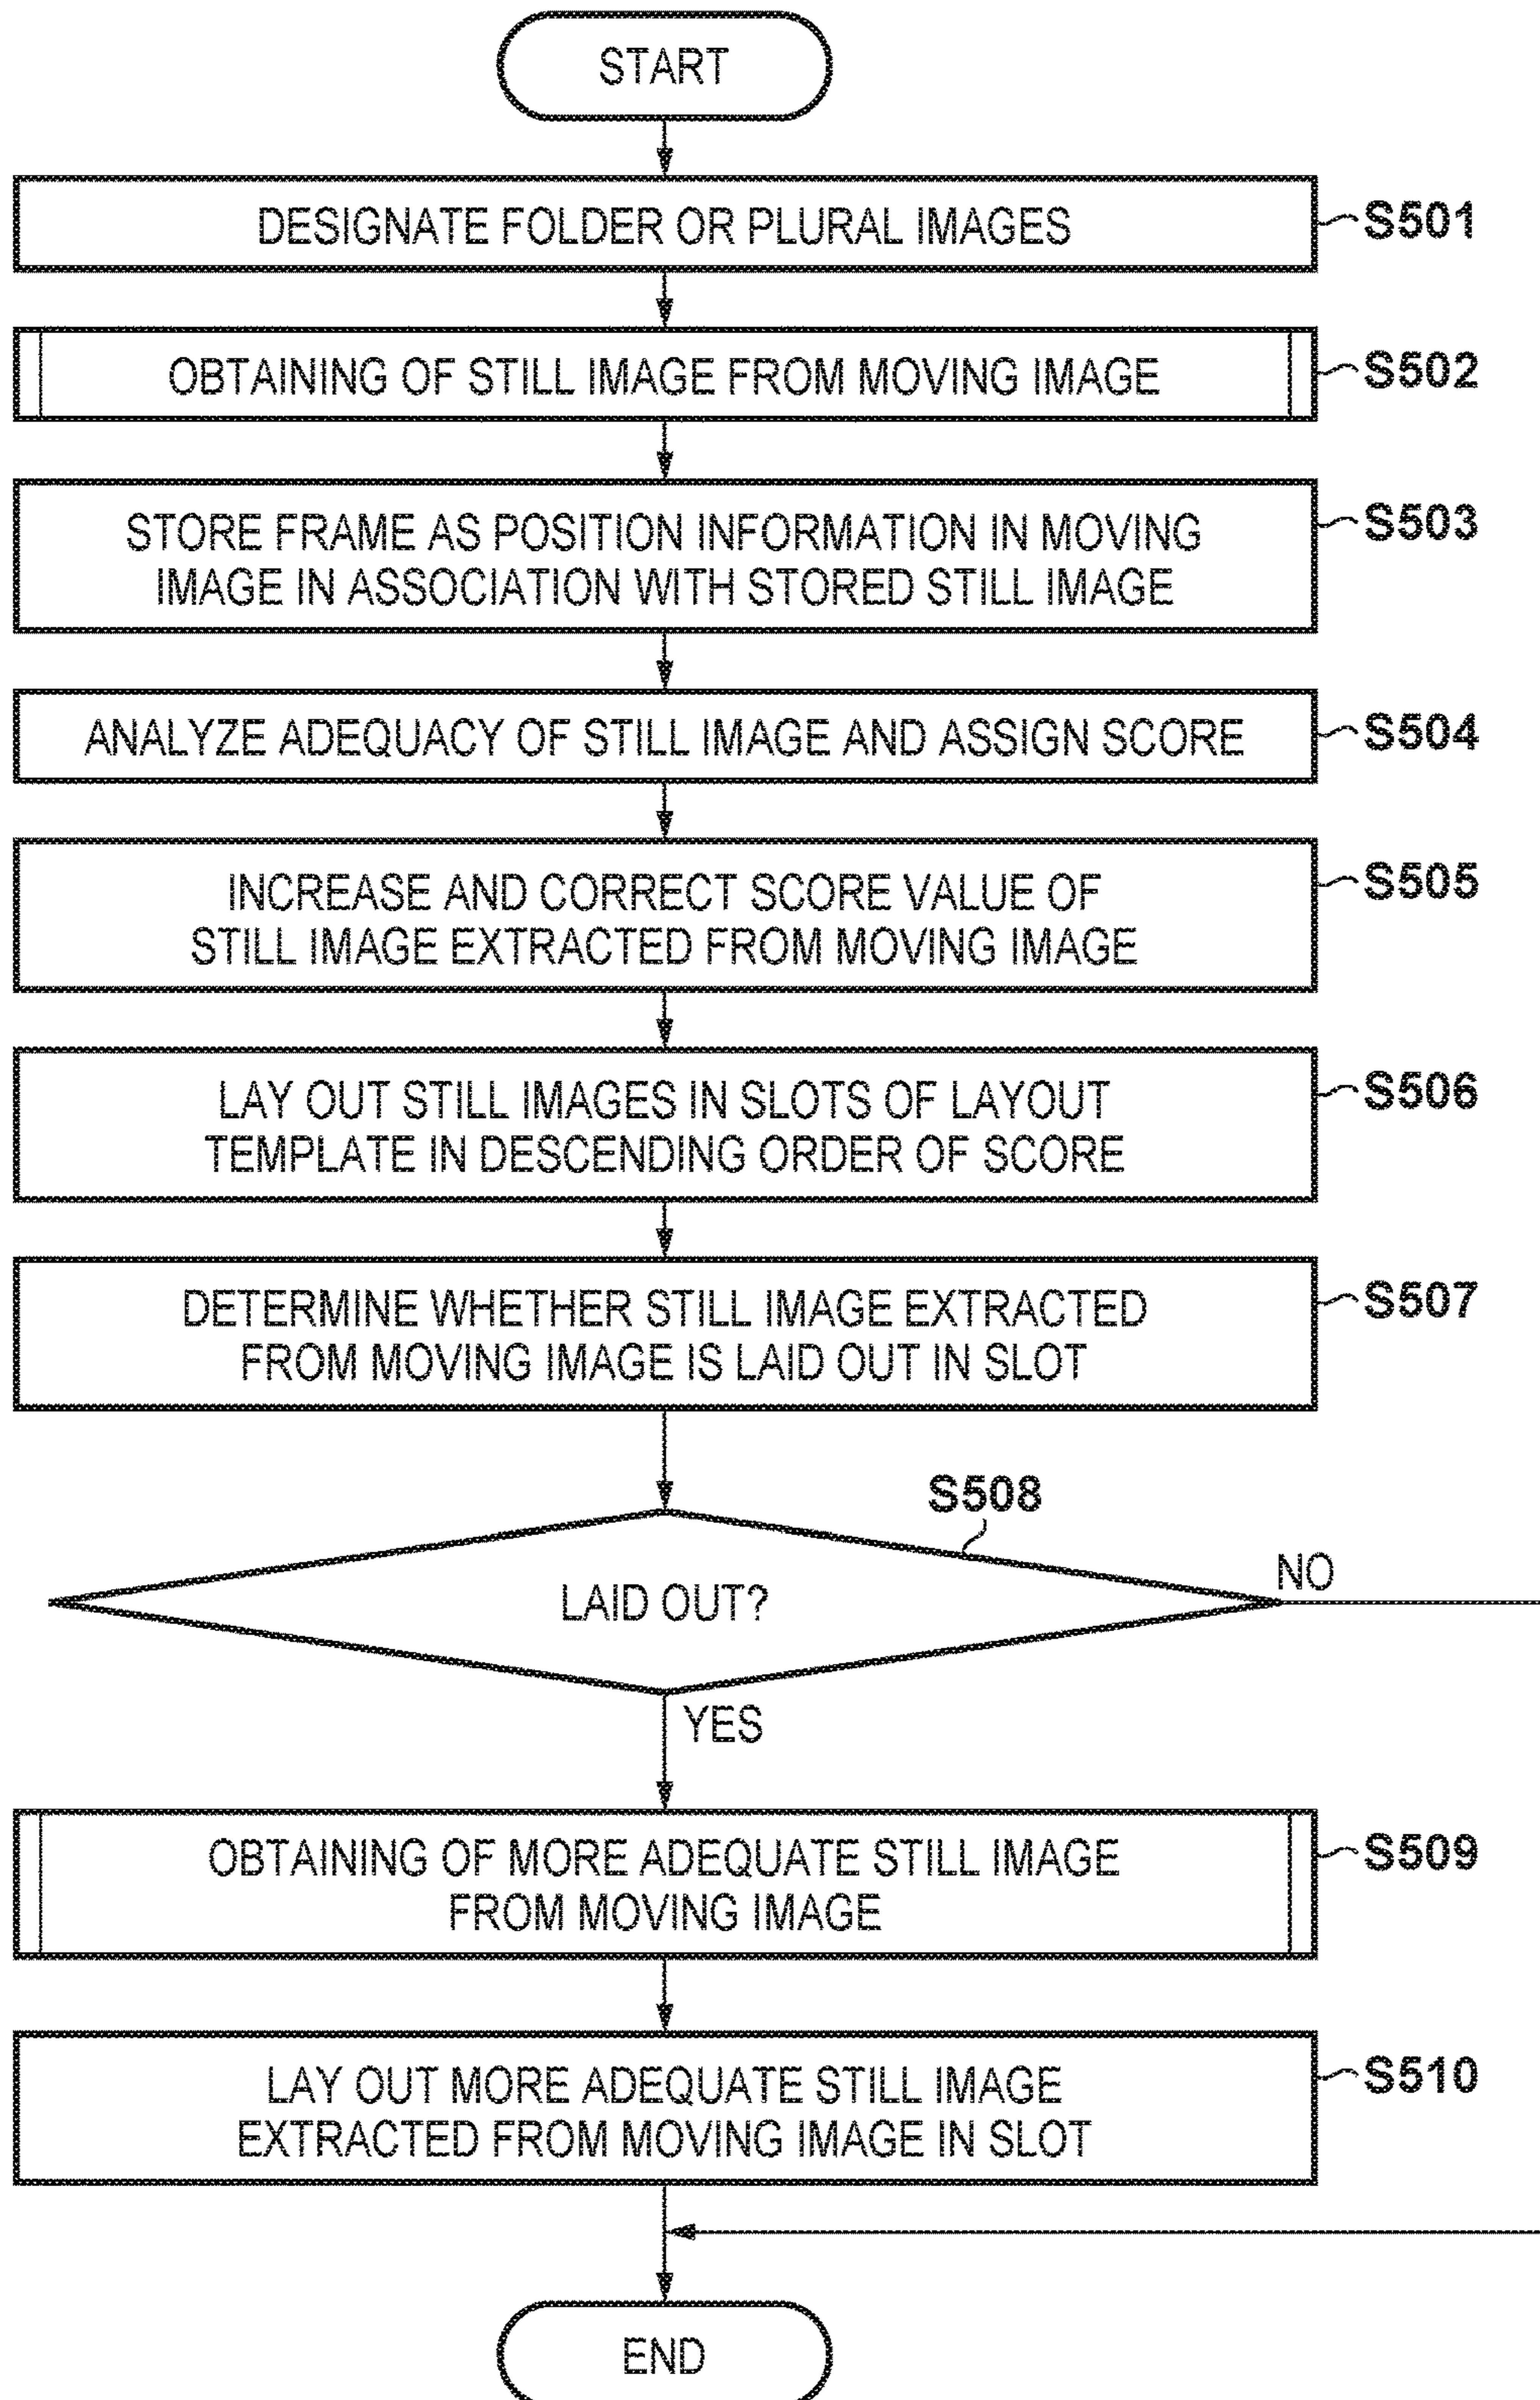 START
DESIGNATE FOLDER OR PLURAL IMAGES
S501
OBTAINING OF STILL IMAGE FROM MOVING IMAGE
S502
STORE FRAME AS POSITION INFORMATION IN MOVING
IMAGE IN ASSOCIATION WITH STORED STILL IMAGE
S503
ANALYZE ADEQUACY OF STILL IMAGE AND ASSIGN SCORE
S504
INCREASE AND CORRECT SCORE VALUE OF
STILL IMAGE EXTRACTED FROM MOVING IMAGE
S505
LAY OUT STILL IMAGES IN SLOTS OF LAYOUT
TEMPLATE IN DESCENDING ORDER OF SCORE
S506
DETERMINE WHETHER STILL IMAGE EXTRACTED
FROM MOVING IMAGE IS LAID OUT IN SLOT
S507
S508
LAID OUT?
NO
YES
OBTAINING OF MORE ADEQUATE STILL IMAGE
FROM MOVING IMAGE
S509
LAY OUT MORE ADEQUATE STILL IMAGE
EXTRACTED FROM MOVING IMAGE IN SLOT
S510
END